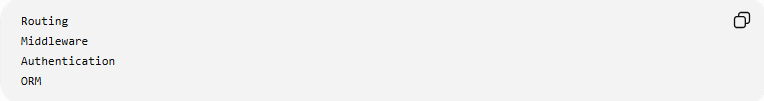 Routing
Middleware
Authentication
ORM